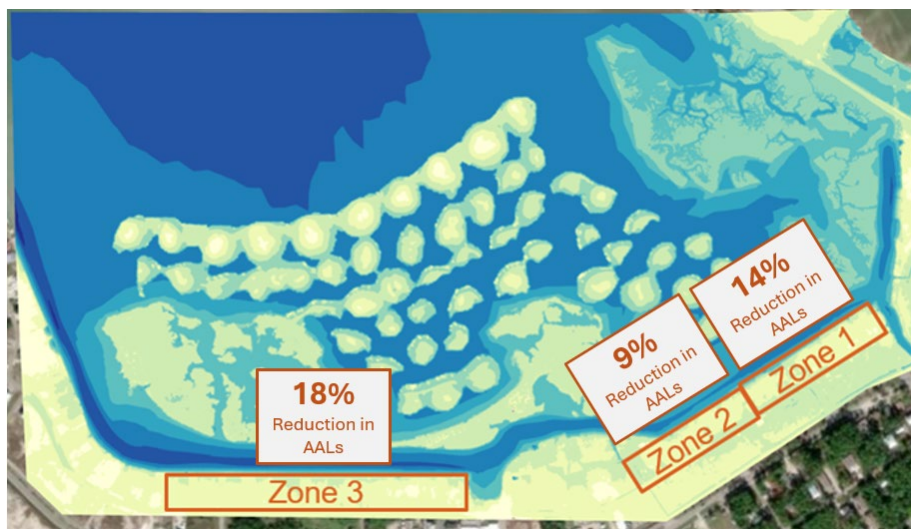 14%
Reduction in
AALs
Zone 1
9%
Reduction in
AALs
Zone 2
18%
Reduction in
AALs
Zone 3